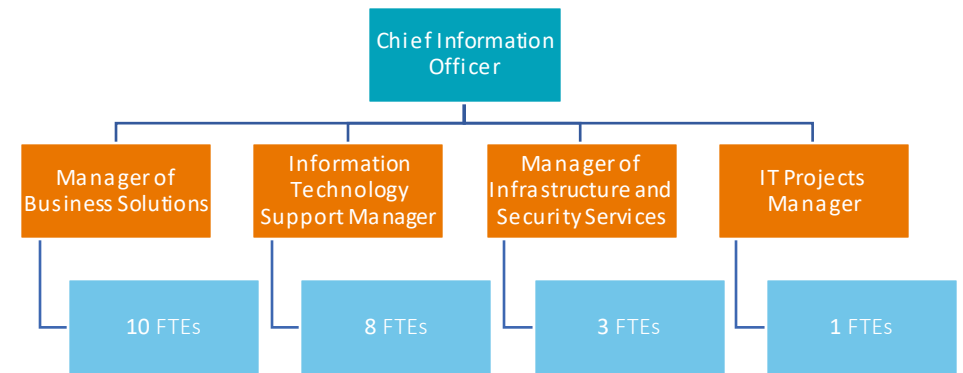 Chief Information
Officer
Manager of
Business Solutions
Information
Technology
Support Manager
Manager of
Infrastructure and
Security Services
IT Projects
Manager
10 FTEs
8 FTEs
3 FTEs
1 FTEs